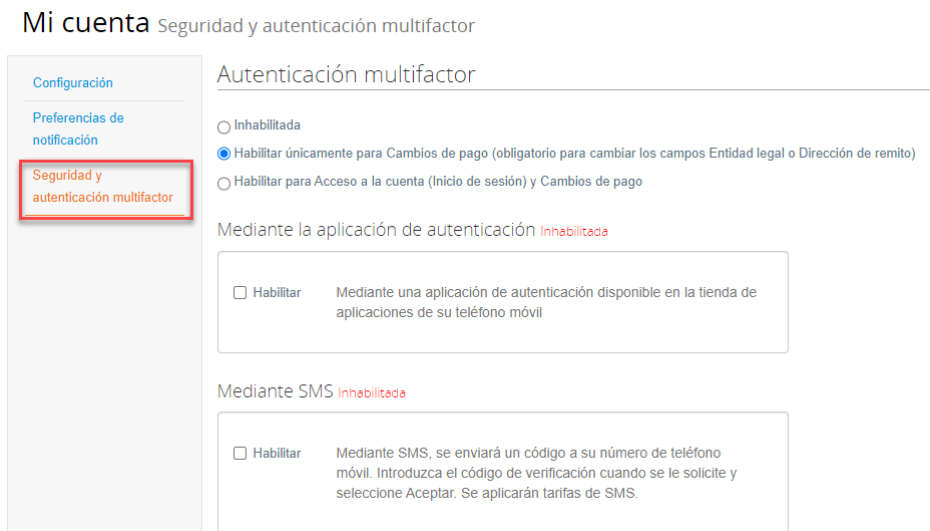 Mi cuenta Seguridad y autenticación multifactor
Configuración
Preferencias de
notificación
Seguridad y
autenticación multifactor
Autenticación multifactor
Inhabilitada
Habilitar únicamente para Cambios de pago (obligatorio para cambiar los campos Entidad legal o Dirección de remito)
Habilitar para Acceso a la cuenta (Inicio de sesión) y Cambios de pago
Mediante la aplicación de autenticación Inhabilitada
Habilitar
Mediante una aplicación de autenticación disponible en la tienda de
aplicaciones de su teléfono móvil
Mediante SMS Inhabilitada
Habilitar
Mediante SMS, se enviará un código a su número de teléfono
móvil. Introduzca el código de verificación cuando se le solicite y
seleccione Aceptar. Se aplicarán tarifas de SMS.